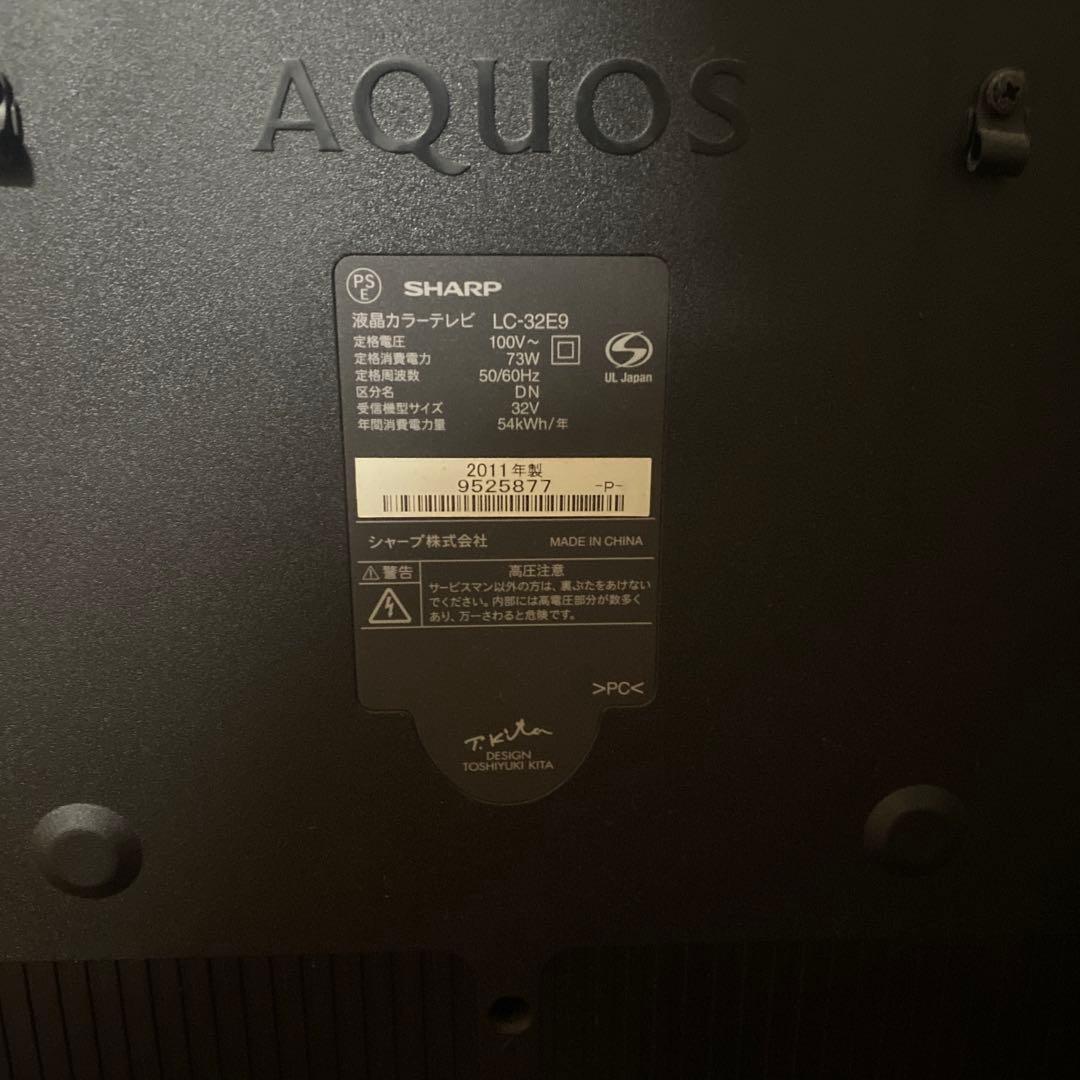 AQUOS
PS
E
SHARP
液晶カラーテレビ LC-32E9
定格電圧 100V～
定格消費電力 73W
定格周波数 50/60Hz
区分名 DN
受信機型サイズ 32V
年間消費電力量 54kWh/年
UL Japan
2011年製
9525877 -P-
シャープ株式会社 MADE IN CHINA
警告
高圧注意
サービスマン以外の方は、裏ぶたをあけない
でください。内部には高電圧部分が数多く
あり、万一さわると危険です。
>PC<
T. Kita
DESIGN
TOSHIYUKI KITA